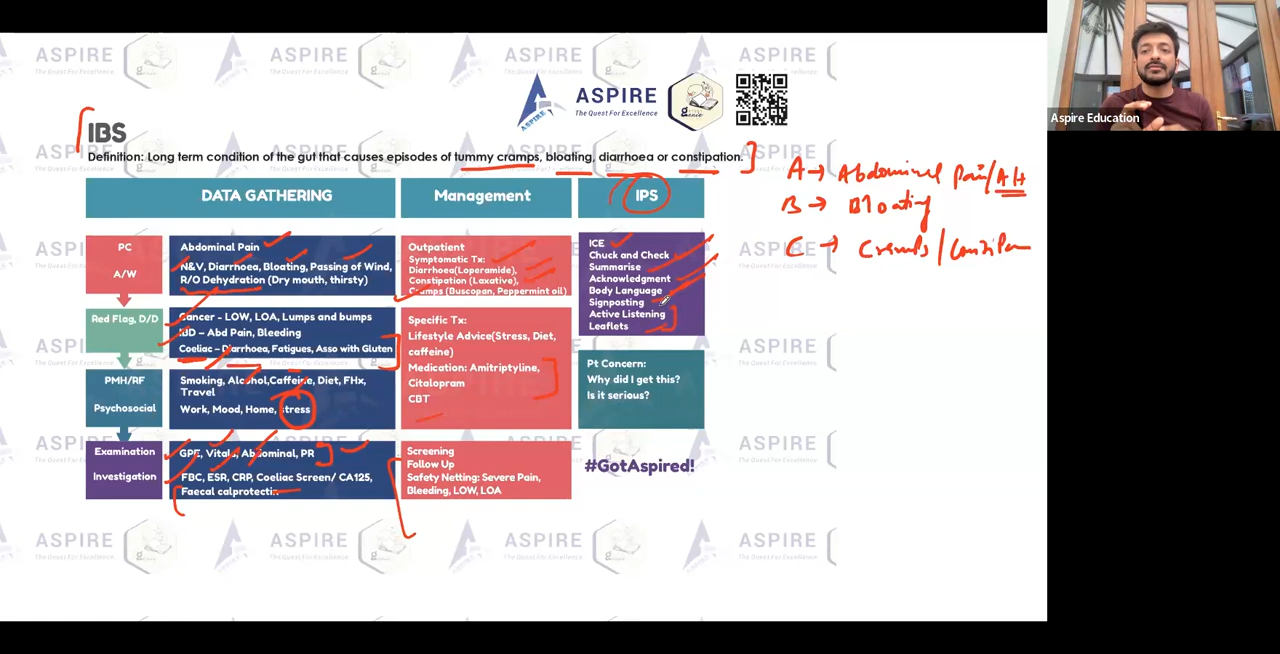 ASPIRE
The Quest For Excellence
IBS
Definition: Long term condition of the gut that causes episodes of tummy cramps, bloating, diarrhoea or constipation.
DATA GATHERING
Management
IPS
PC
A/W
Abdominal Pain
N&V, Diarrhoea, Bloating, Passing of Wind,
R/O Dehydration (Dry mouth, thirsty)
Red Flag, D/D
Cancer - LOW, LOA, Lumps and bumps
IBD – Abd Pain, Bleeding
Coeliac – Diarrhoea, Fatigues, Asso with Gluten
PMH/RF
Psychosocial
Smoking, Alcohol,Caffeine, Diet, FHx,
Travel
Work, Mood, Home, stress
Examination
Investigation
GPE, Vitals, Abdominal, PR
FBC, ESR, CRP, Coeliac Screen/ CA125,
Faecal calprotectin
Outpatient
Symptomatic Tx:
Diarrhoea(Loperamide),
Constipation (Laxative),
Cramps (Buscopan, Peppermint oil)
Specific Tx:
Lifestyle Advice(Stress, Diet,
caffeine)
Medication: Amitriptyline,
Citalopram
CBT
Screening
Follow Up
Safety Netting: Severe Pain,
Bleeding, LOW, LOA
ICE
Chuck and Check
Summarise
Acknowledgment
Body Language
Signposting
Active Listening
Leaflets
Pt Concern:
Why did I get this?
Is it serious?
#GotAspired!
A → Abdominal Pain/AH
B → Bloating
C → Cramps/
Aspire Education